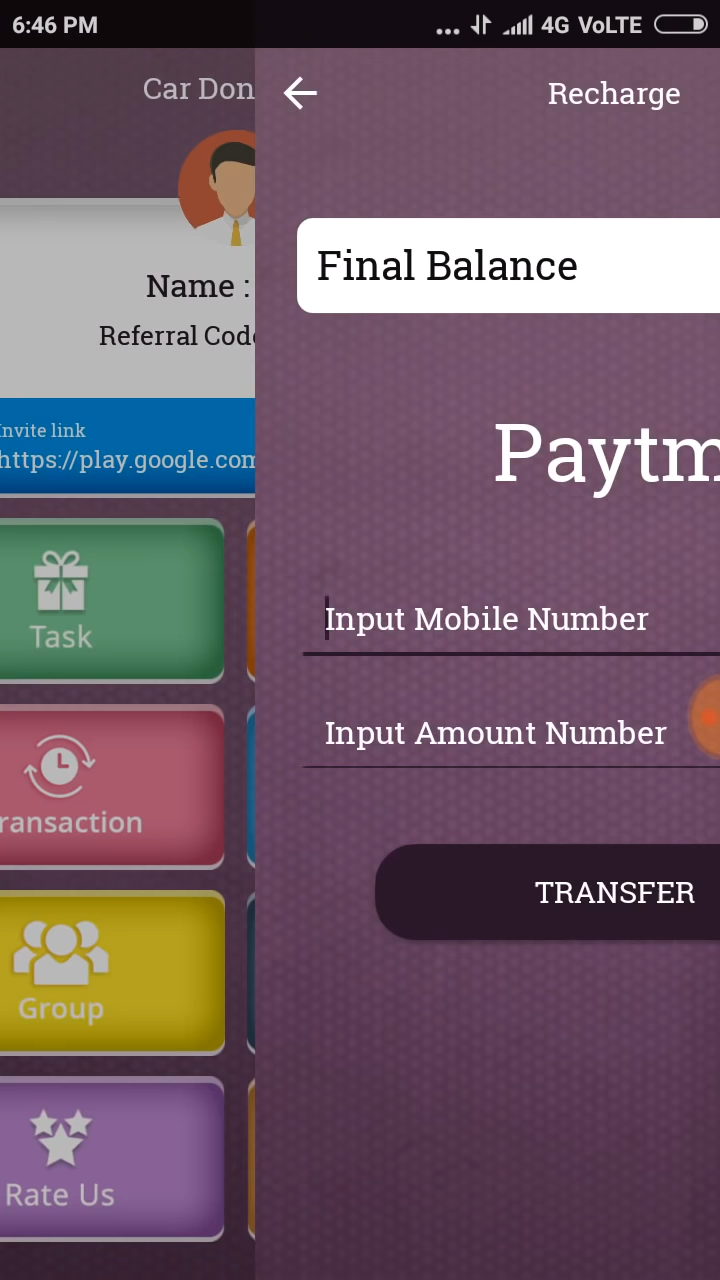 6:46 PM
4G VoLTE
Car Don
Recharge
Name :
Referral Cod
Invite link
https://play.google.com
Final Balance
Paytm
Input Mobile Number
Input Amount Number
TRANSFER
Task
ransaction
Group
Rate Us